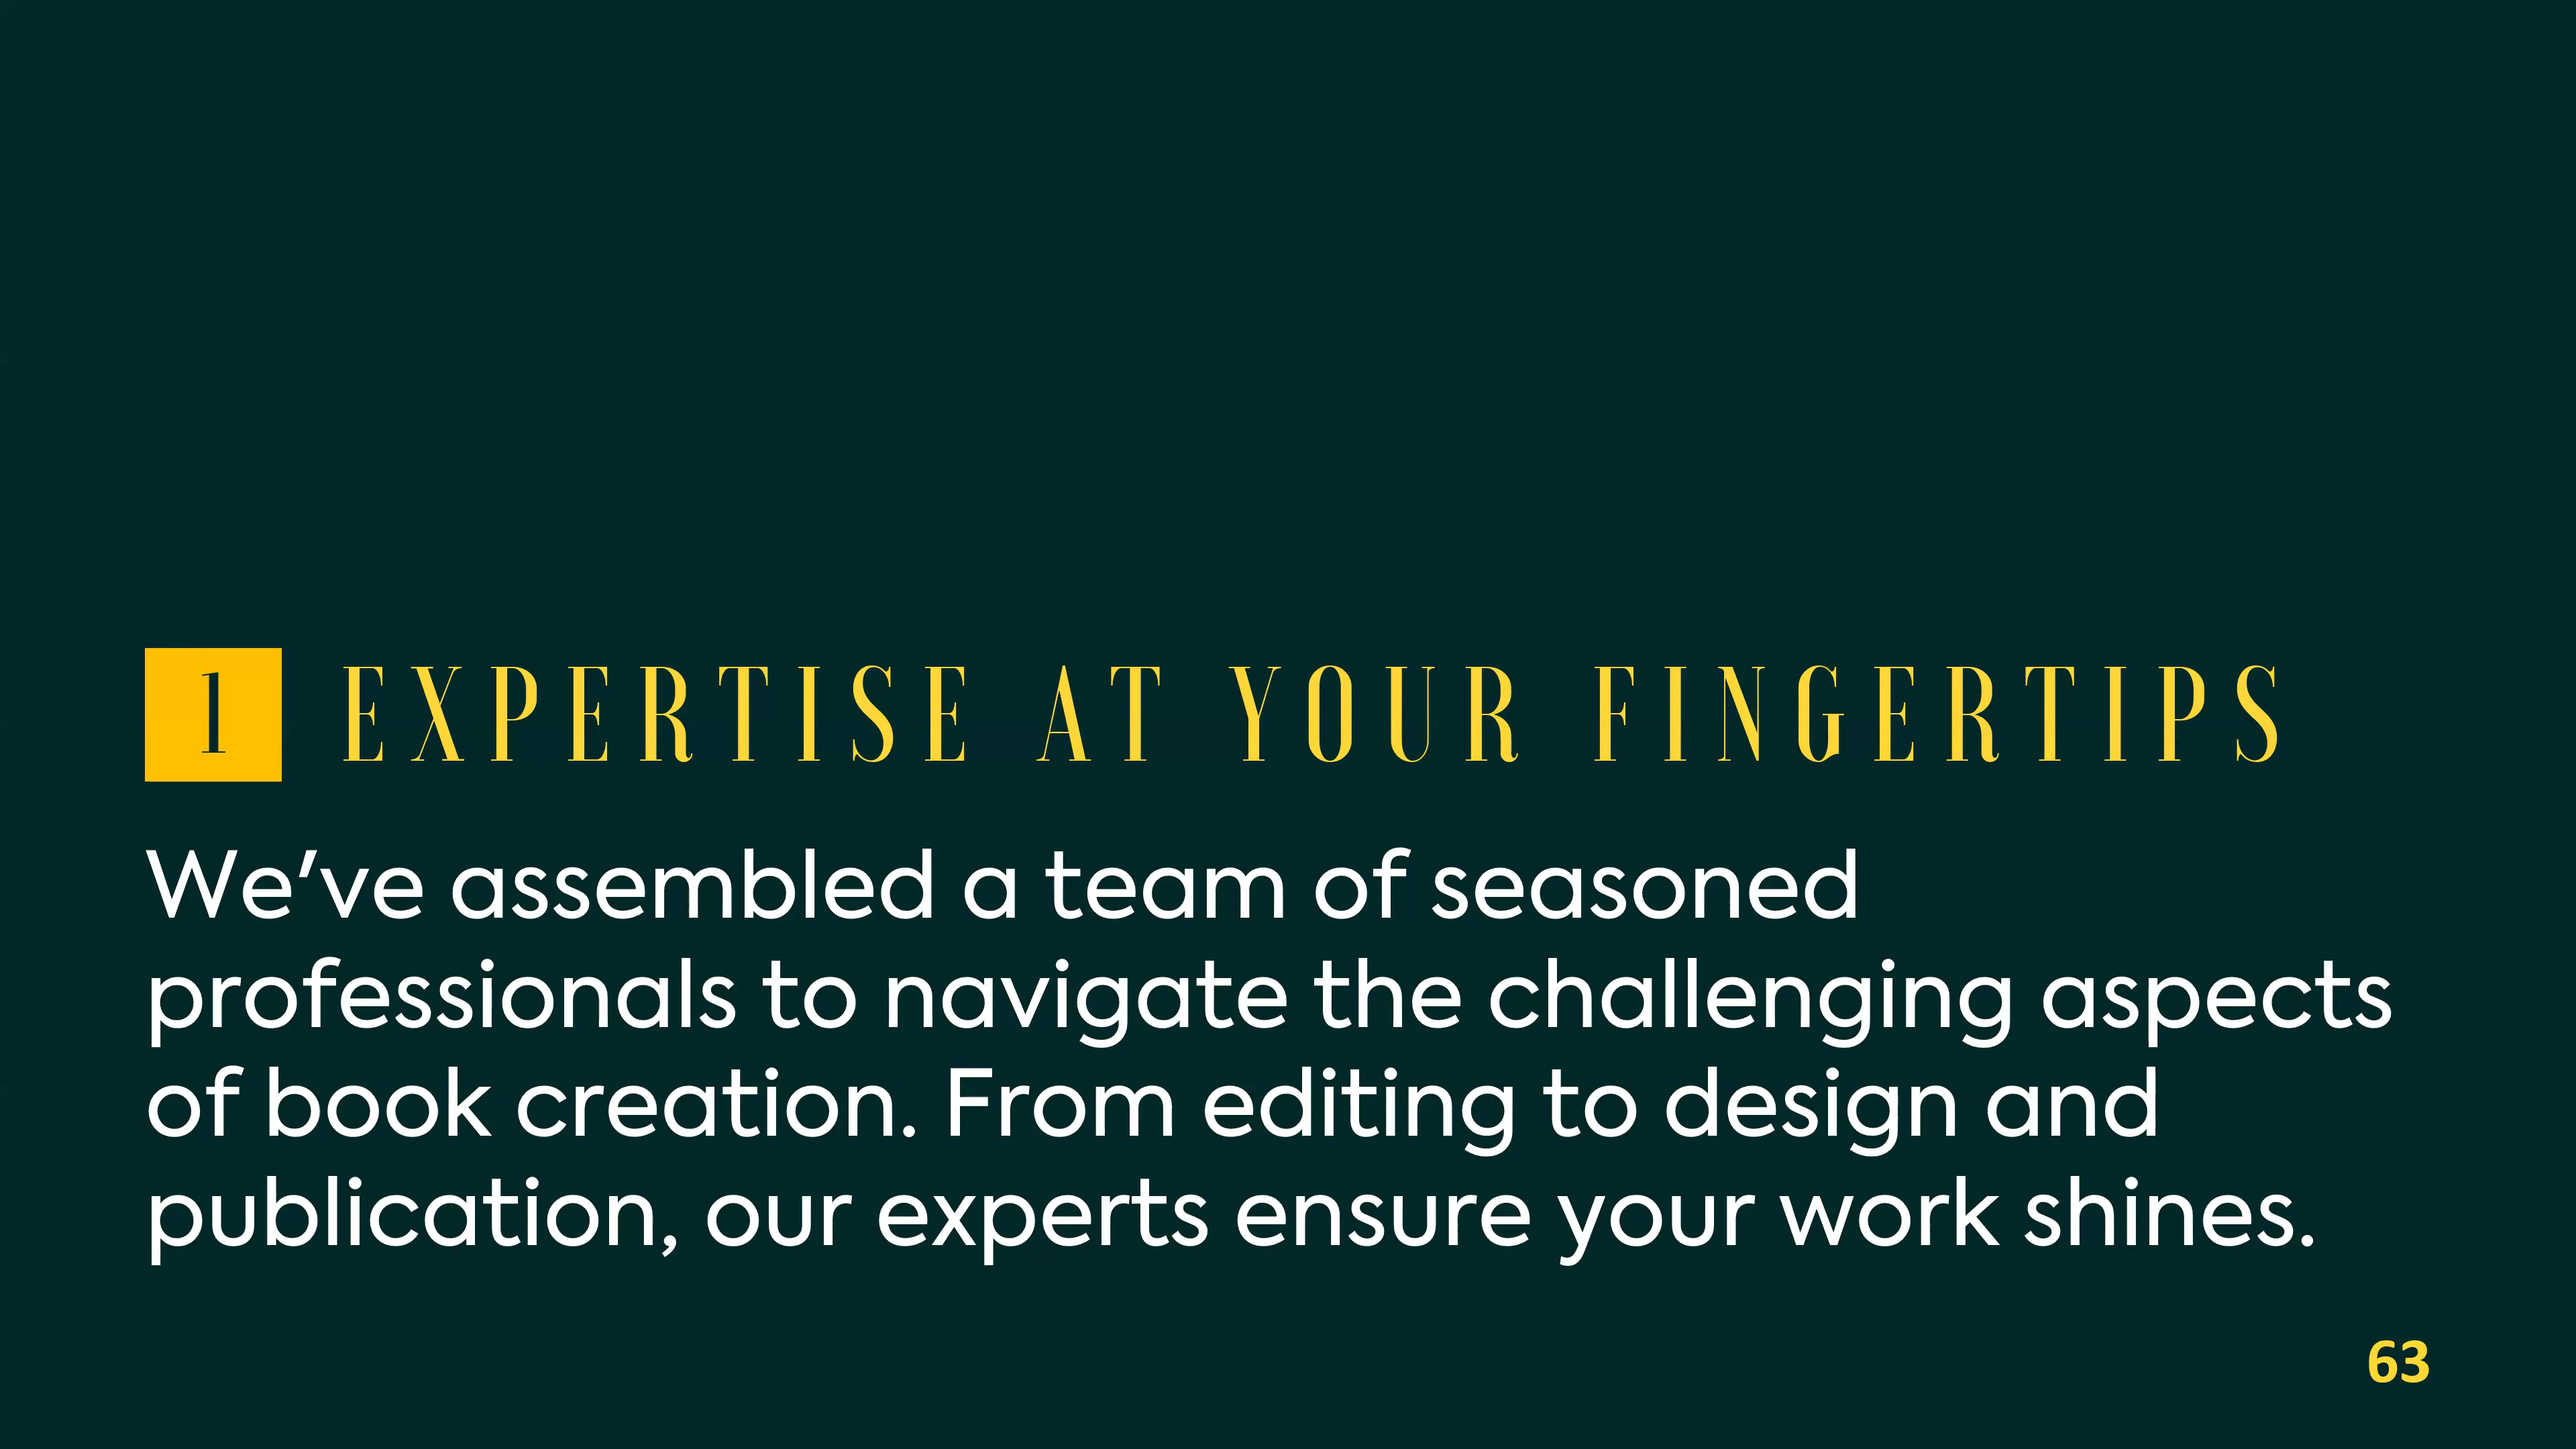 1 EXPERTISE AT YOUR FINGERTIPS
We've assembled a team of seasoned
professionals to navigate the challenging aspects
of book creation. From editing to design and
publication, our experts ensure your work shines.
63